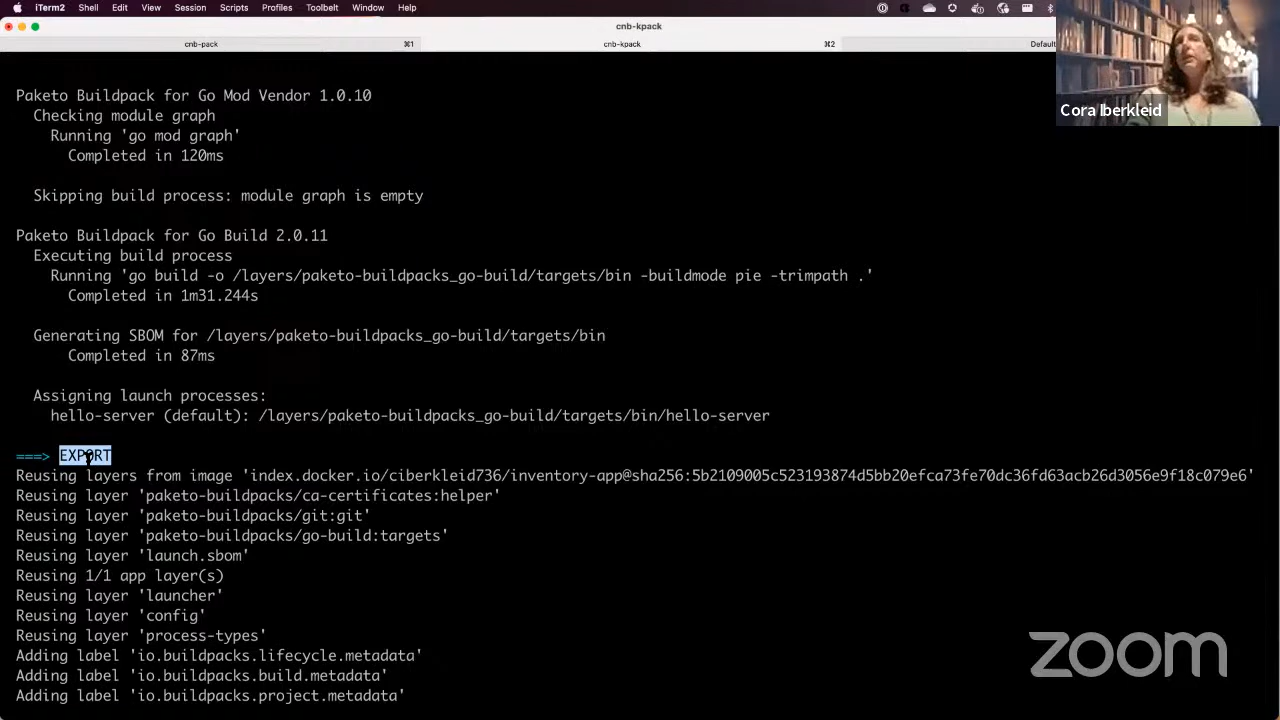 iTerm2 Shell Edit View Session Scripts Profiles Toolbelt Window Help
cnb-kpack
cnb-pack ⌘1 cnb-kpack ⌘2 Default
Cora Iberkleid
Paketo Buildpack for Go Mod Vendor 1.0.10
Checking module graph
Running 'go mod graph'
Completed in 120ms
Skipping build process: module graph is empty
Paketo Buildpack for Go Build 2.0.11
Executing build process
Running 'go build -o /layers/paketo-buildpacks_go-build/targets/bin -buildmode pie -trimpath .'
Completed in 1m31.244s
Generating SBOM for /layers/paketo-buildpacks_go-build/targets/bin
Completed in 87ms
Assigning launch processes:
hello-server (default): /layers/paketo-buildpacks_go-build/targets/bin/hello-server
===> EXPORT
Reusing layers from image 'index.docker.io/ciberkleid736/inventory-app@sha256:5b2109005c523193874d5bb20efca73fe70dc36fd63acb26d3056e9f18c079e6'
Reusing layer 'paketo-buildpacks/ca-certificates:helper'
Reusing layer 'paketo-buildpacks/git:git'
Reusing layer 'paketo-buildpacks/go-build:targets'
Reusing layer 'launch.sbom'
Reusing 1/1 app layer(s)
Reusing layer 'launcher'
Reusing layer 'config'
Reusing layer 'process-types'
Adding label 'io.buildpacks.lifecycle.metadata'
Adding label 'io.buildpacks.build.metadata'
Adding label 'io.buildpacks.project.metadata'
zoom